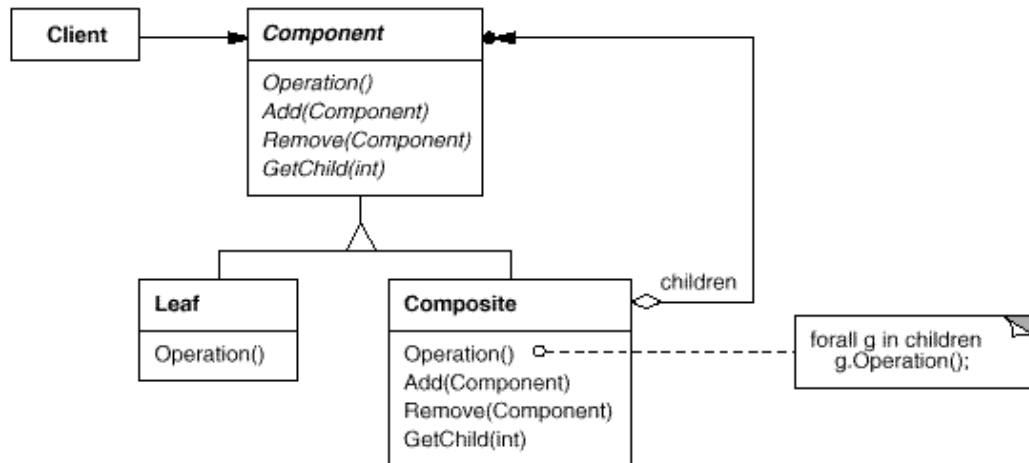 Client
Component
Operation()
Add(Component)
Remove(Component)
GetChild(int)
Leaf
Operation()
Composite
Operation()
Add(Component)
Remove(Component)
GetChild(int)
children
forall g in children
g.Operation();